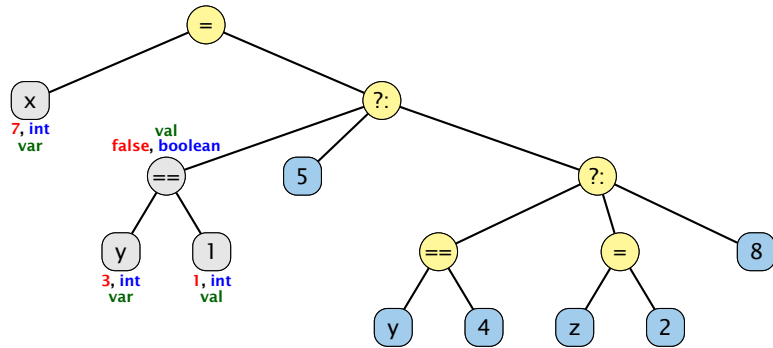 =
x
7, int
var
?:
val
false, boolean
==
5
?:
y
3, int
var
1
1, int
val
==
=
8
y
4
z
2